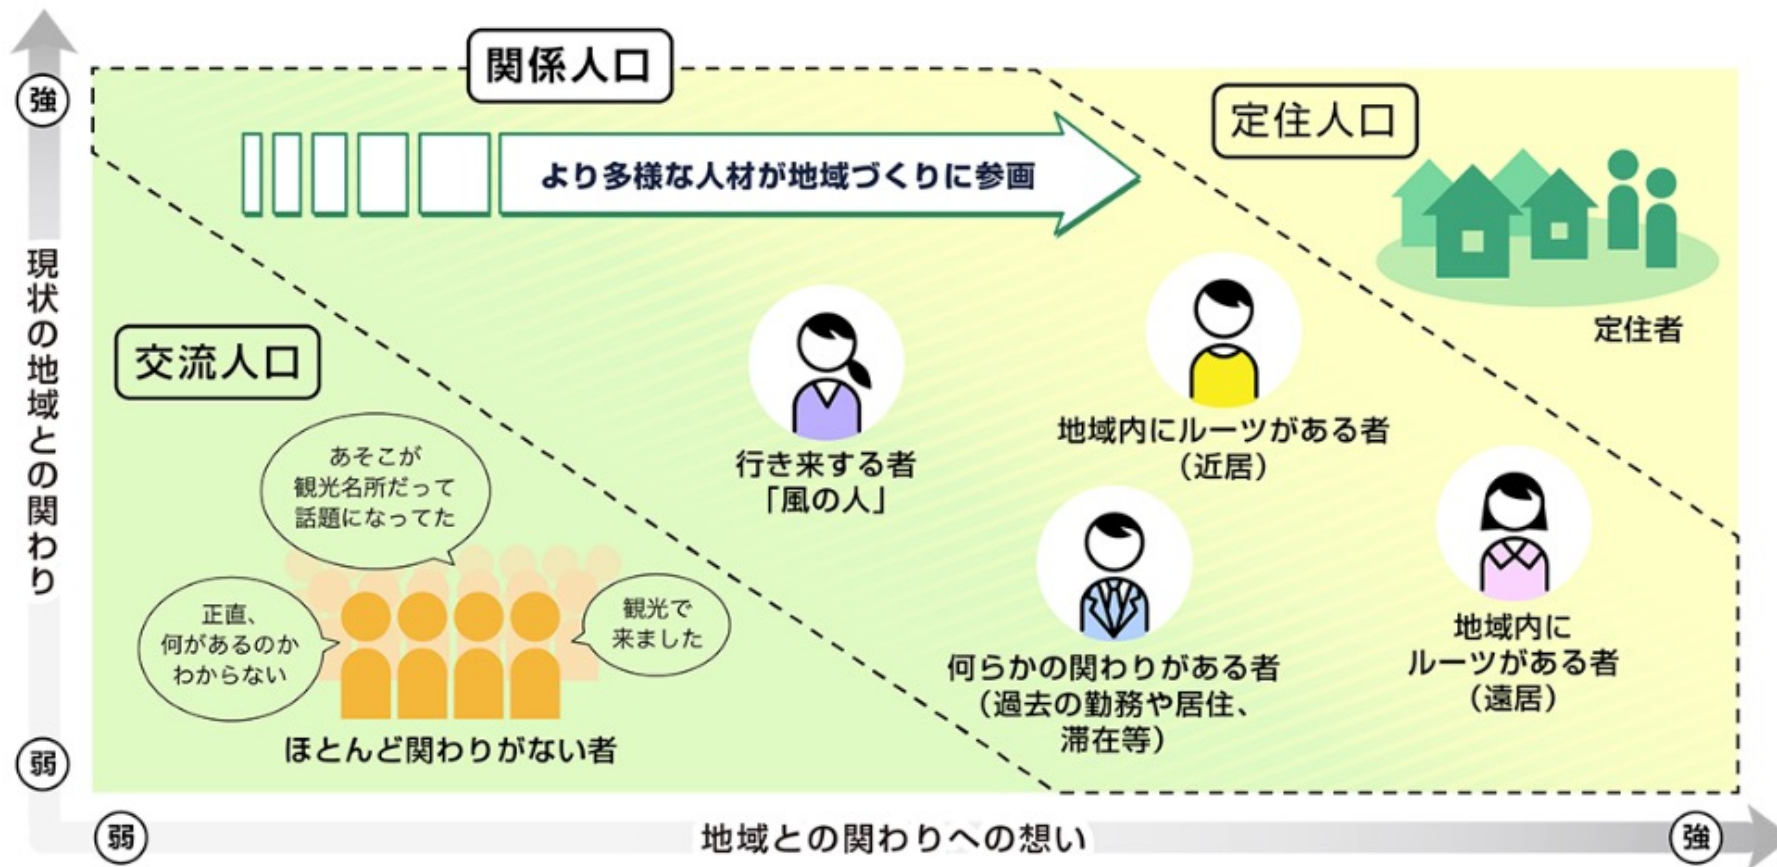 関係人口
強
定住人口
より多様な人材が地域づくりに参画
現状の地域との関わり
定住者
交流人口
地域内にルーツがある者
（近居）
行き来する者
「風の人」
あそこが
観光名所だって
話題になってた
正直、
何があるのか
わからない
観光で
来ました
地域内に
ルーツがある者
（遠居）
何らかの関わりがある者
（過去の勤務や居住、
滞在等）
ほとんど関わりがない者
弱
弱
地域との関わりへの想い
強